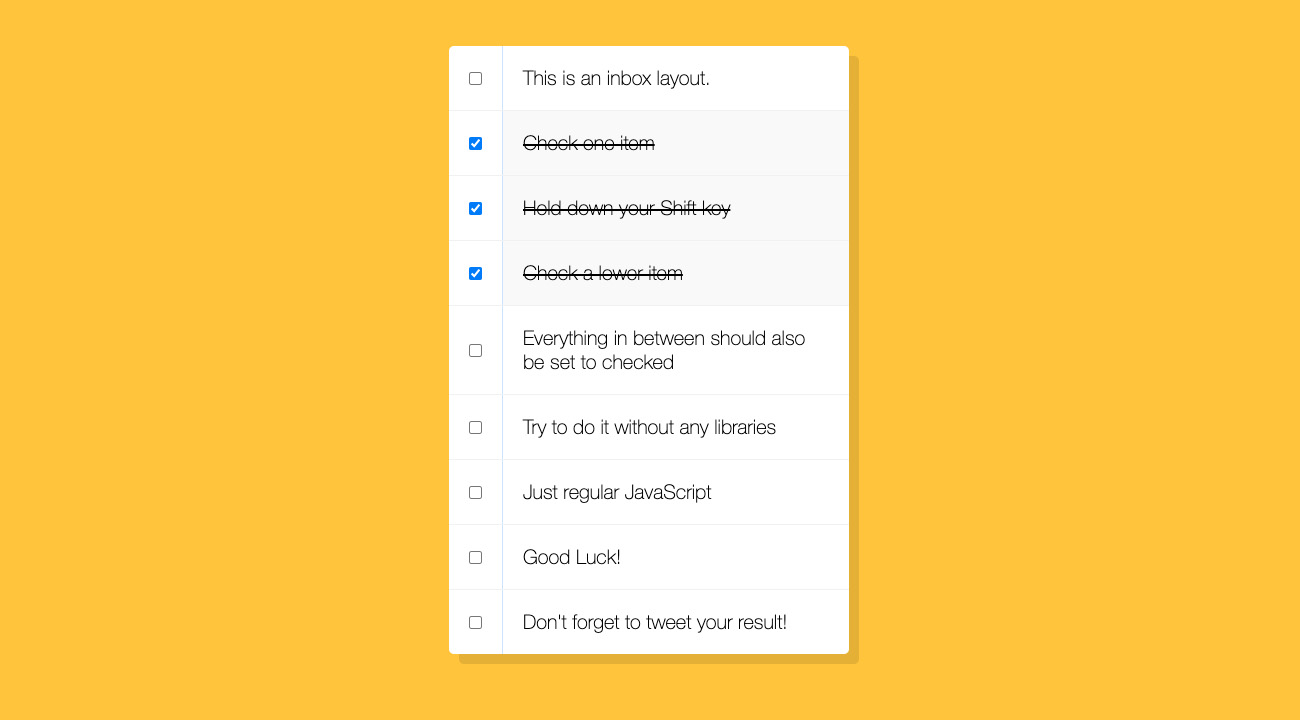 This is an inbox layout.
Check one item
Hold down your Shift key
Check a lower item
Everything in between should also
be set to checked
Try to do it without any libraries
Just regular JavaScript
Good Luck!
Don't forget to tweet your result!